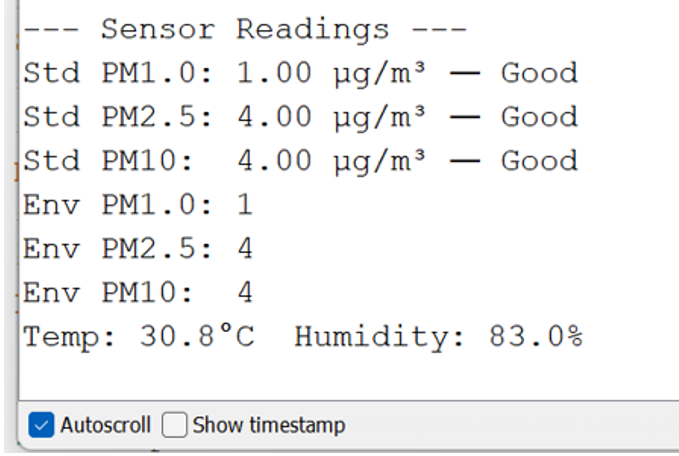 --- Sensor Readings ---
Std PM1.0: 1.00 µg/m³ — Good
Std PM2.5: 4.00 µg/m³ — Good
Std PM10:  4.00 µg/m³ — Good
Env PM1.0: 1
Env PM2.5: 4
Env PM10:  4
Temp: 30.8°C  Humidity: 83.0%
Autoscroll Show timestamp